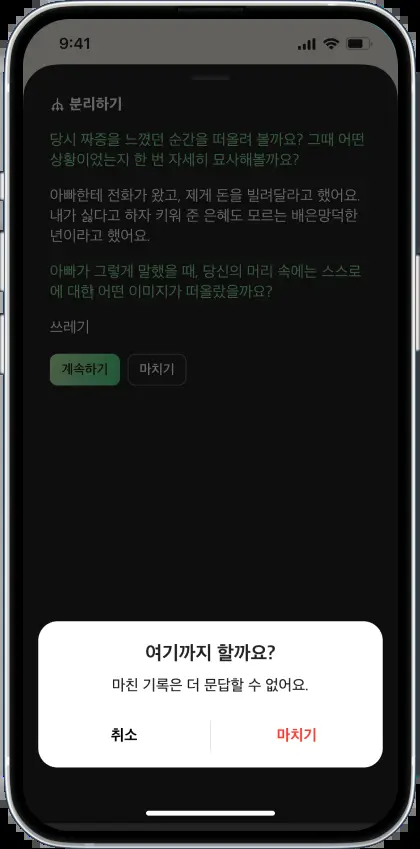 9:41
분리하기
당시 짜증을 느꼈던 순간을 떠올려 볼까요? 그때 어떤
상황이었는지 한 번 자세히 묘사해볼까요?
아빠한테 전화가 왔고, 제게 돈을 빌려달라고 했어요.
내가 싫다고 하자 키워 준 은혜도 모르는 배은망덕한
년이라고 했어요.
아빠가 그렇게 말했을 때, 당신의 머리 속에는 스스로
에 대한 어떤 이미지가 떠올랐을까요?
쓰레기
계속하기 마치기
여기까지 할까요?
마친 기록은 더 문답할 수 없어요.
취소 마치기